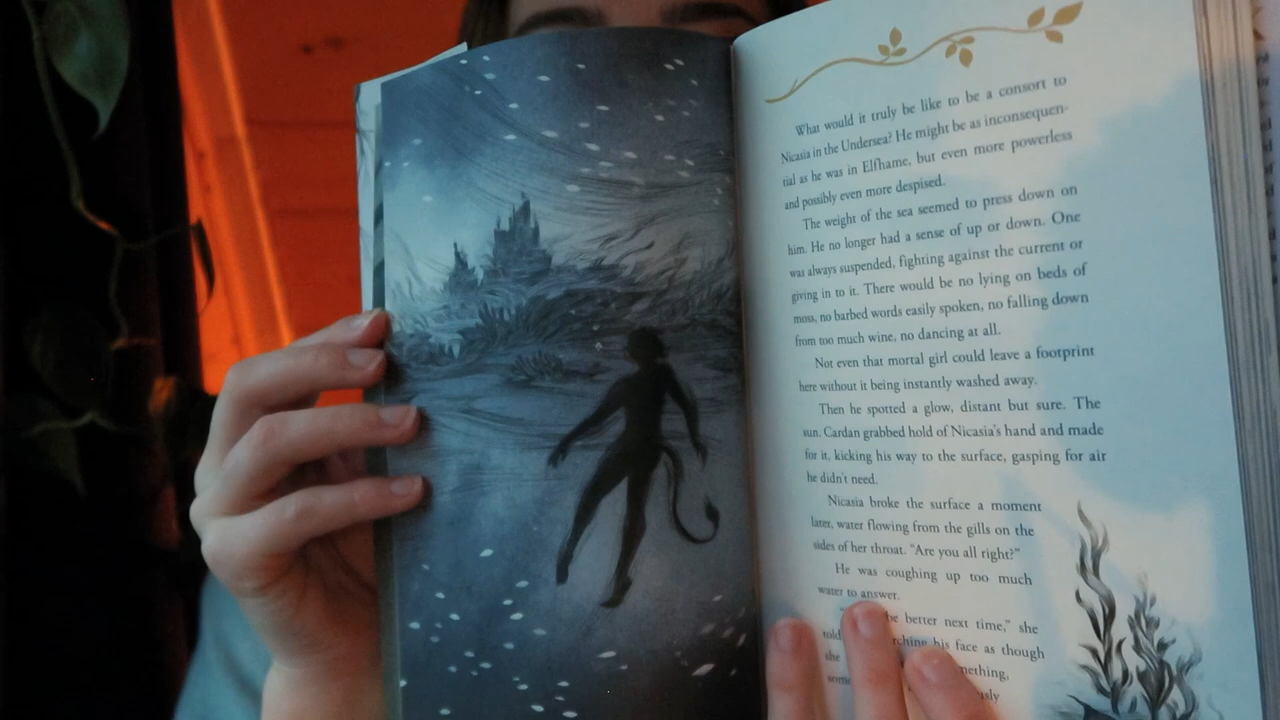 What would it truly be like to be a consort to
Nicasia in the Undersea? He might be as inconsequen-
tial as he was in Elfhame, but even more powerless
and possibly even more despised.
The weight of the sea seemed to press down on
him. He no longer had a sense of up or down. One
was always suspended, fighting against the current or
giving in to it. There would be no lying on beds of
moss, no barbed words easily spoken, no falling down
from too much wine, no dancing at all.
Not even that mortal girl could leave a footprint
here without it being instantly washed away.
Then he spotted a glow, distant but sure. The
sun. Cardan grabbed hold of Nicasia's hand and made
for it, kicking his way to the surface, gasping for air
he didn't need.
Nicasia broke the surface a moment
later, water flowing from the gills on the
sides of her throat. "Are you all right?"
He was coughing up too much
water to answer.
be better next time," she
told his face as though
she